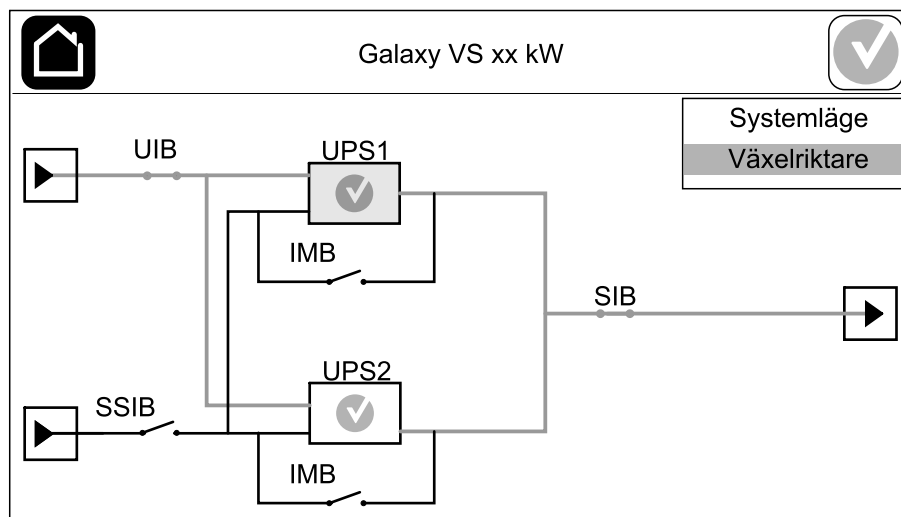 Galaxy VS xx kW
Systemläge
Växelriktare
UIB
UPS1
IMB
SIB
UPS2
SSIB
IMB